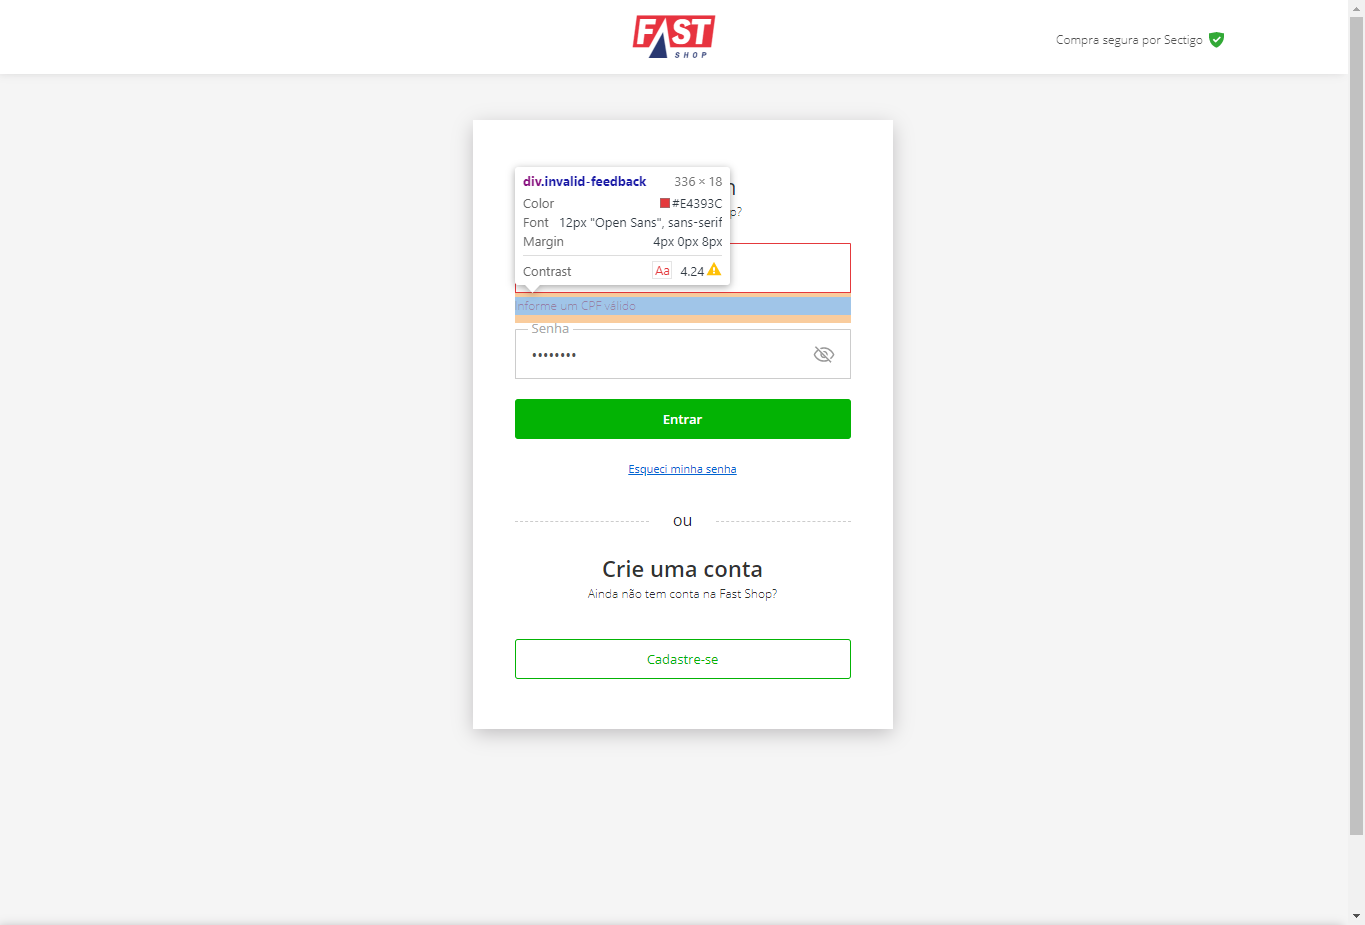 FAST
SHOP
Compra segura por Sectigo
div.invalid-feedback 336 × 18
Color #E4393C
Font 12px "Open Sans", sans-serif
Margin 4px 0px 8px
Contrast Aa 4.24
p?
Informe um CPF válido
Senha
••••••••
Entrar
Esqueci minha senha
ou
Crie uma conta
Ainda não tem conta na Fast Shop?
Cadastre-se